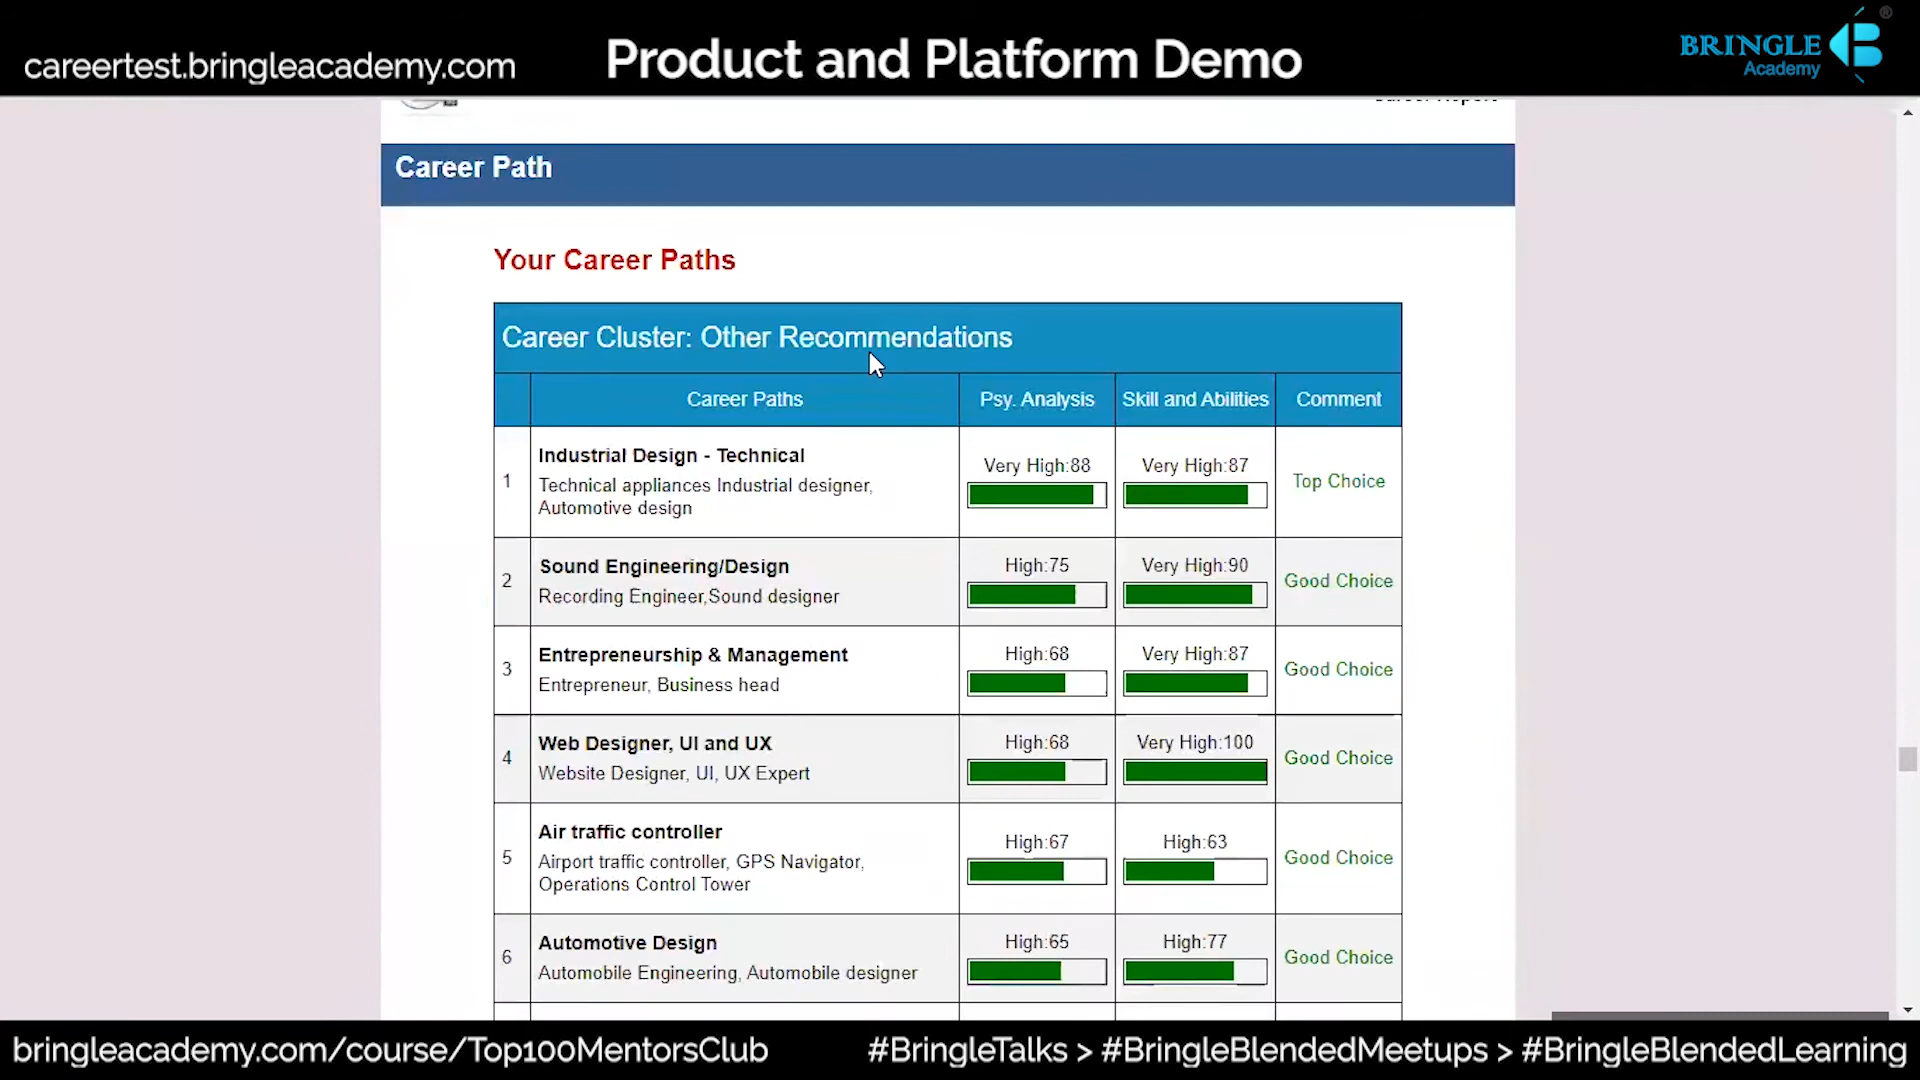 careertest.bringleacademy.com
Product and Platform Demo
BRINGLE
Academy
®
Career Report
Career Path
Your Career Paths
Career Cluster: Other Recommendations
Career Paths Psy. Analysis Skill and Abilities Comment
1
Industrial Design - Technical
Technical appliances Industrial designer,
Automotive design
Very High:88 Very High:87 Top Choice
2
Sound Engineering/Design
Recording Engineer,Sound designer
High:75 Very High:90 Good Choice
3
Entrepreneurship & Management
Entrepreneur, Business head
High:68 Very High:87 Good Choice
4
Web Designer, UI and UX
Website Designer, UI, UX Expert
High:68 Very High:100 Good Choice
5
Air traffic controller
Airport traffic controller, GPS Navigator,
Operations Control Tower
High:67 High:63 Good Choice
6
Automotive Design
Automobile Engineering, Automobile designer
High:65 High:77 Good Choice
bringleacademy.com/course/Top100MentorsClub
#BringleTalks > #BringleBlendedMeetups > #BringleBlendedLearning